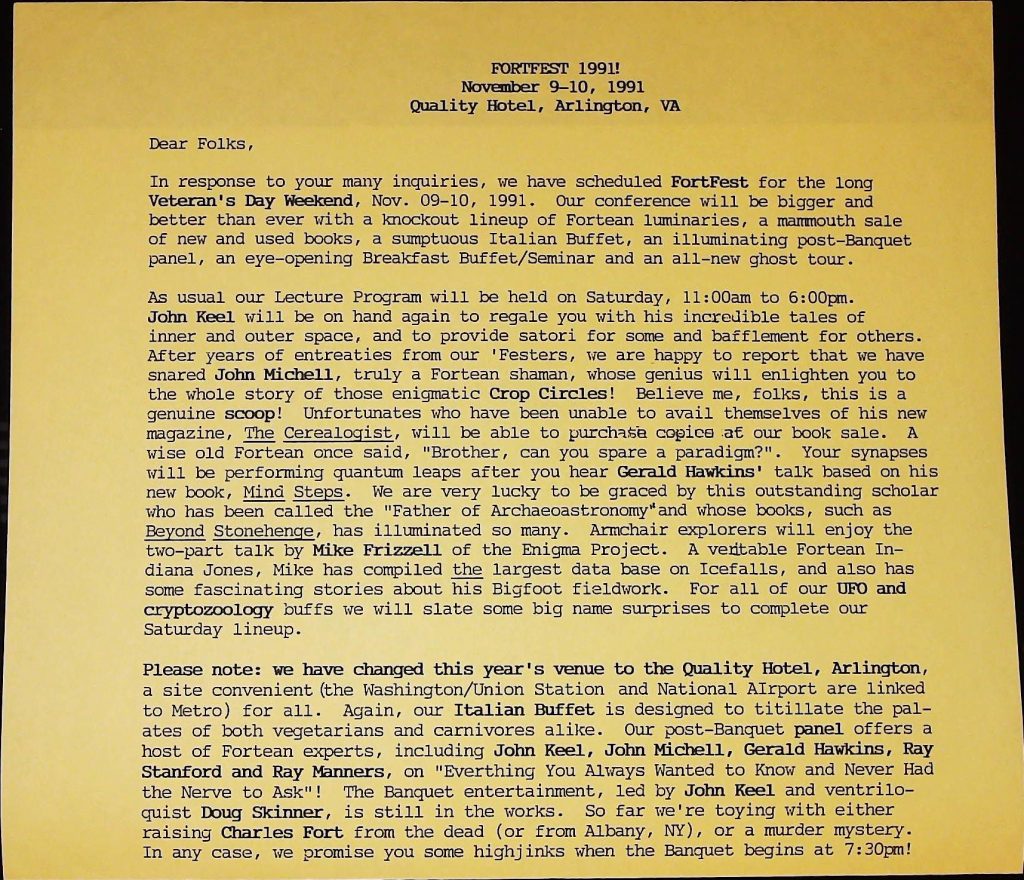 FORTFEST 1991!
November 9-10, 1991
Quality Hotel, Arlington, VA
Dear Folks,
In response to your many inquiries, we have scheduled FortFest for the long
Veteran's Day Weekend, Nov. 09-10, 1991. Our conference will be bigger and
better than ever with a knockout lineup of Fortean luminaries, a mammouth sale
of new and used books, a sumptuous Italian Buffet, an illuminating post-Banquet
panel, an eye-opening Breakfast Buffet/Seminar and an all-new ghost tour.
As usual our Lecture Program will be held on Saturday, 11:00am to 6:00pm.
John Keel will be on hand again to regale you with his incredible tales of
inner and outer space, and to provide satori for some and bafflement for others.
After years of entreaties from our 'Festers, we are happy to report that we have
snared John Michell, truly a Fortean shaman, whose genius will enlighten you to
the whole story of those enigmatic Crop Circles! Believe me, folks, this is a
genuine scoop! Unfortunates who have been unable to avail themselves of his new
magazine, The Cerealogist, will be able to purchase copies at our book sale. A
wise old Fortean once said, "Brother, can you spare a paradigm?". Your synapses
will be performing quantum leaps after you hear Gerald Hawkins' talk based on his
new book, Mind Steps. We are very lucky to be graced by this outstanding scholar
who has been called the "Father of Archaeoastronomy" and whose books, such as
Beyond Stonehenge, has illuminated so many. Armchair explorers will enjoy the
two-part talk by Mike Frizzell of the Enigma Project. A veritable Fortean In-
diana Jones, Mike has compiled the largest data base on Icefalls, and also has
some fascinating stories about his Bigfoot fieldwork. For all of our UFO and
cryptozoology buffs we will slate some big name surprises to complete our
Saturday lineup.
Please note: we have changed this year's venue to the Quality Hotel, Arlington,
a site convenient (the Washington/Union Station and National AIrport are linked
to Metro) for all. Again, our Italian Buffet is designed to titillate the pal-
ates of both vegetarians and carnivores alike. Our post-Banquet panel offers a
host of Fortean experts, including John Keel, John Michell, Gerald Hawkins, Ray
Stanford and Ray Manners, on "Everthing You Always Wanted to Know and Never Had
the Nerve to Ask"! The Banquet entertainment, led by John Keel and ventrilo-
quist Doug Skinner, is still in the works. So far we're toying with either
raising Charles Fort from the dead (or from Albany, NY), or a murder mystery.
In any case, we promise you some highjinks when the Banquet begins at 7:30pm!